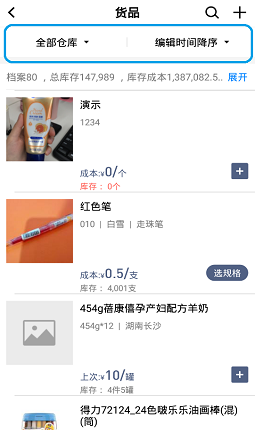 货品
全部仓库
编辑时间降序
档案80 ，总库存147,989 ，库存成本1,387,082.5.. 展开
演示
1234
成本:¥0/个
库存： 0个
红色笔
010 | 白雪 | 走珠笔
成本:¥0.5/支
选规格
库存： 4,001支
454g蓓康僖孕产妇配方羊奶
454g*12 | 湖南长沙
上次:¥10/罐
库存： 4件5罐
得力72124_24色啵乐乐油画棒(混)
(筒)